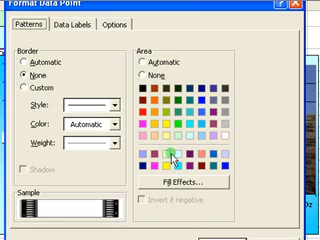 Format Data Point
Patterns
Data Labels
Options
Border
Automatic
None
Custom
Style:
Color:
Automatic
Weight:
Shadow
Sample
Area
Automatic
None
Fill Effects...
Invert if negative